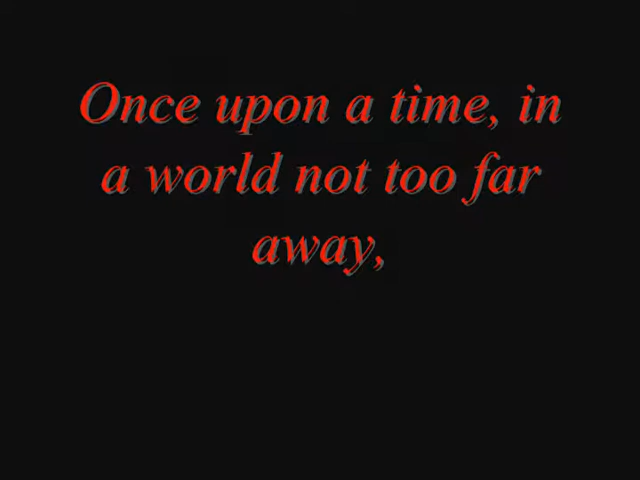 Once upon a time, in
a world not too far
away,